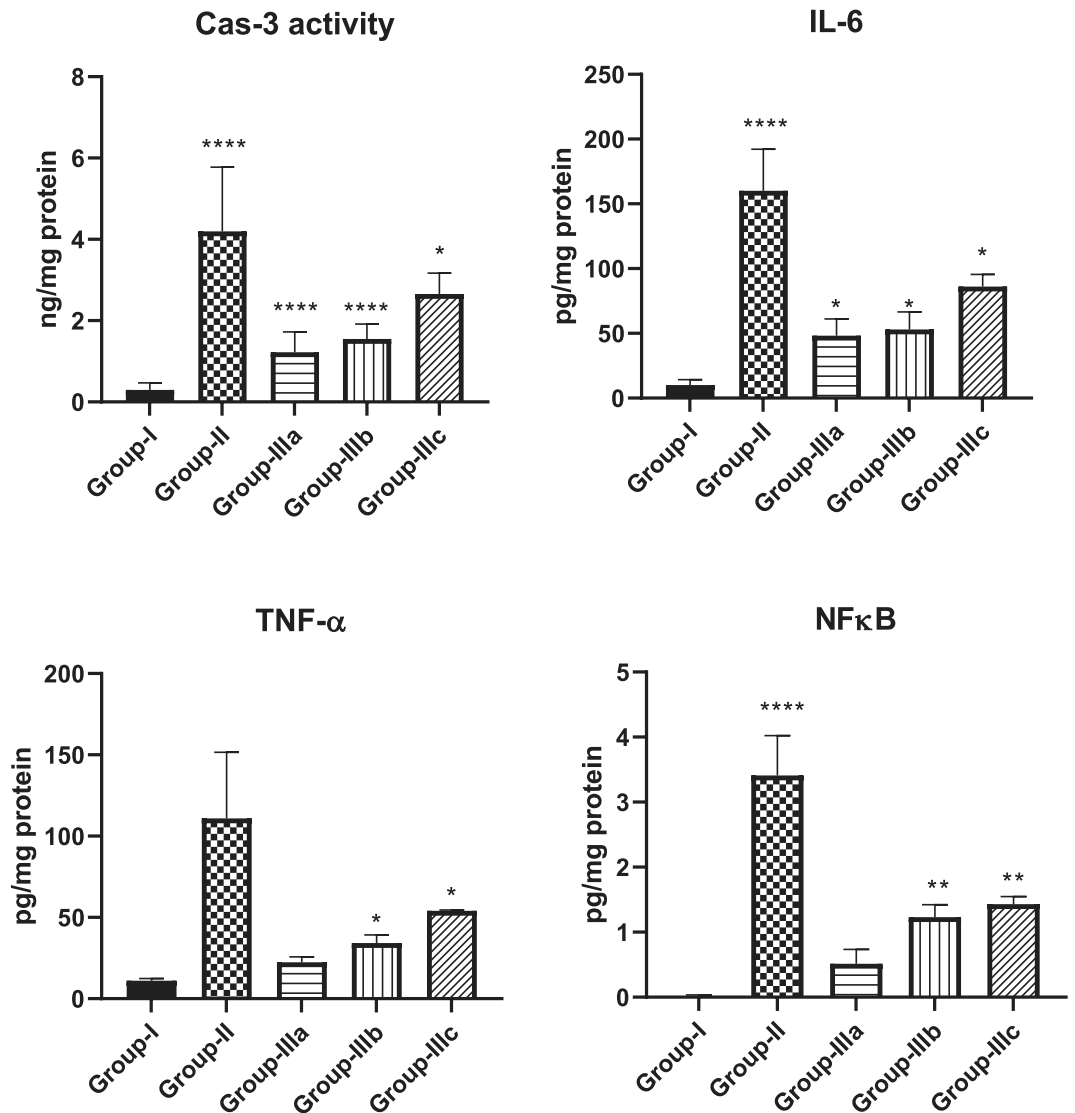 Cas-3 activity
8
6
4
2
0
ng/mg protein
****
****
****
*
Group-I
Group-II
Group-IIIa
Group-IIIb
Group-IIIc
IL-6
250
200
150
100
50
0
pg/mg protein
****
*
*
*
Group-I
Group-II
Group-IIIa
Group-IIIb
Group-IIIc
TNF-α
200
150
100
50
0
pg/mg protein
*
*
Group-I
Group-II
Group-IIIa
Group-IIIb
Group-IIIc
NFκB
5
4
3
2
1
0
pg/mg protein
****
**
**
Group-I
Group-II
Group-IIIa
Group-IIIb
Group-IIIc